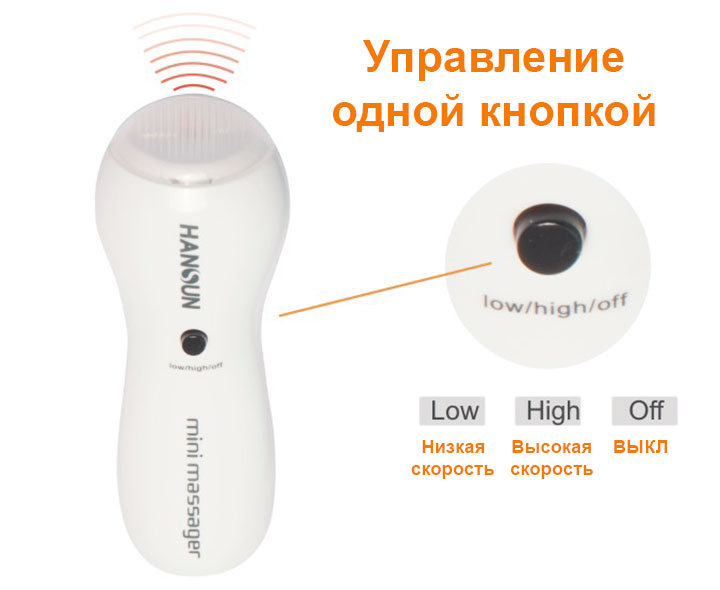 Управление
одной кнопкой
HANSUN
low/high/off
mini massager
low/high/off
Low High Off
Низкая скорость
Высокая скорость
ВЫКЛ